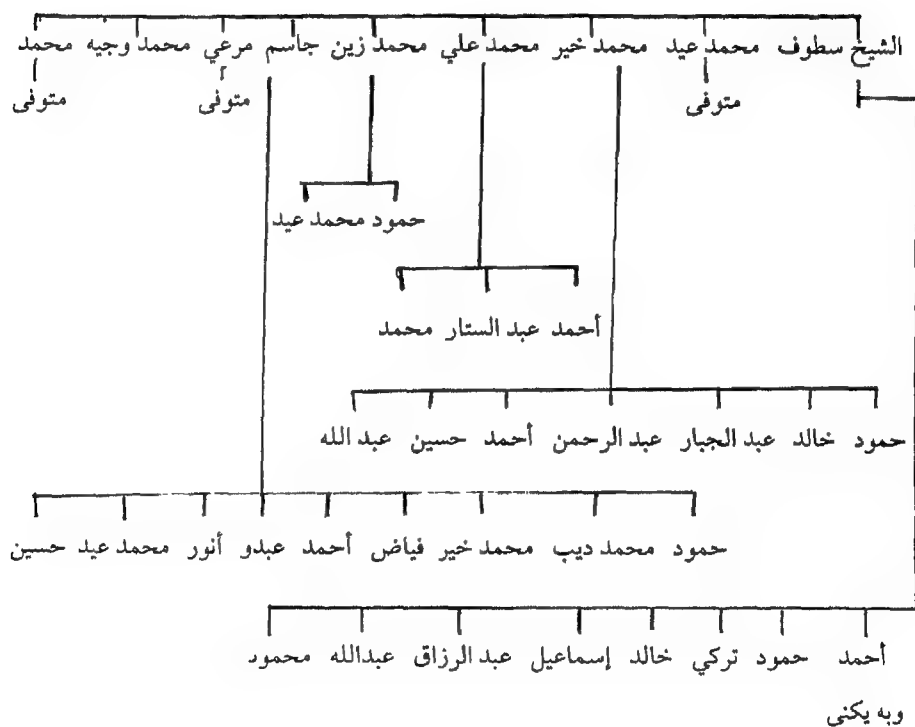 الشيخ سطوف محمد عيد محمد خير محمد علي محمد زين جاسم مرعي محمد وجيه محمد
متوفى متوفى متوفى
حمود محمد عيد
أحمد عبد الستار محمد
حمود خالد عبد الجبار عبد الرحمن أحمد حسين عبد الله
حمود محمد ديب محمد خير فياض أحمد عبدو أنور محمد عيد حسين
أحمد حمود تركي خالد إسماعيل عبد الرزاق عبدالله محمود
وبه يكنى